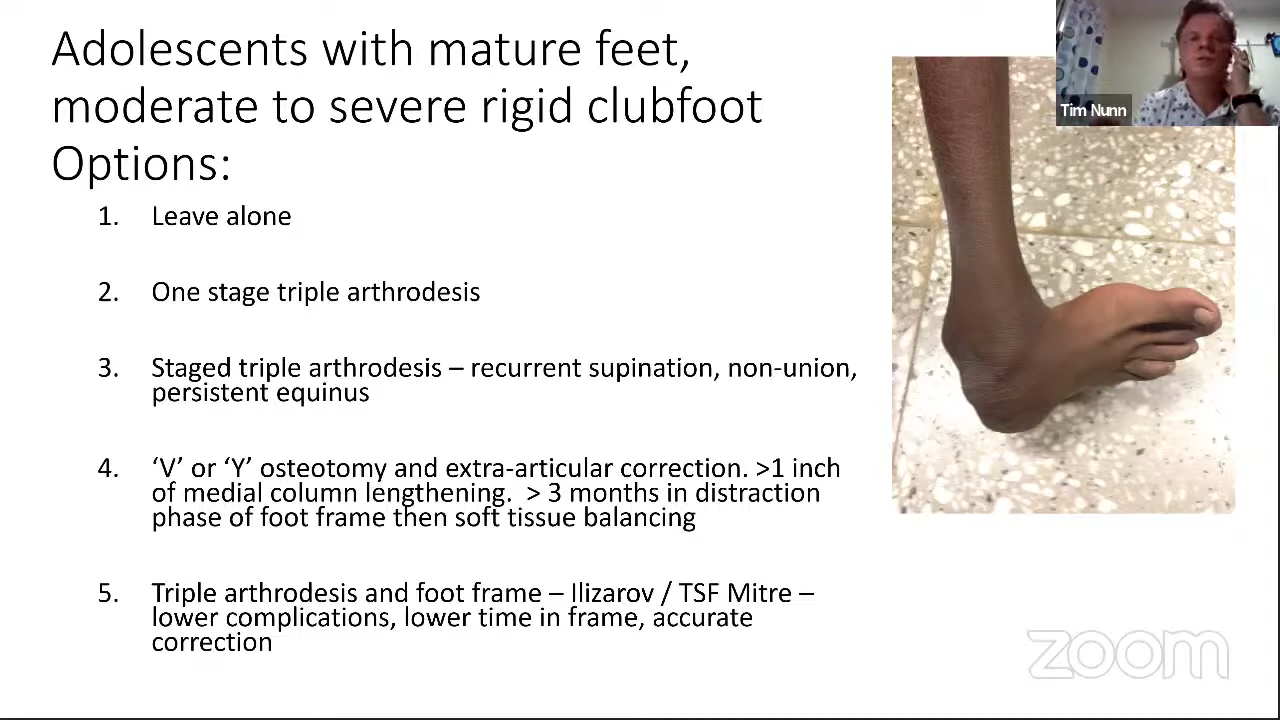 Adolescents with mature feet,
moderate to severe rigid clubfoot
Options:
1. Leave alone
2. One stage triple arthrodesis
3. Staged triple arthrodesis – recurrent supination, non-union,
persistent equinus
4. ‘V’ or ‘Y’ osteotomy and extra-articular correction. >1 inch
of medial column lengthening. > 3 months in distraction
phase of foot frame then soft tissue balancing
5. Triple arthrodesis and foot frame – Ilizarov / TSF Mitre –
lower complications, lower time in frame, accurate
correction
Tim Nunn
zoom